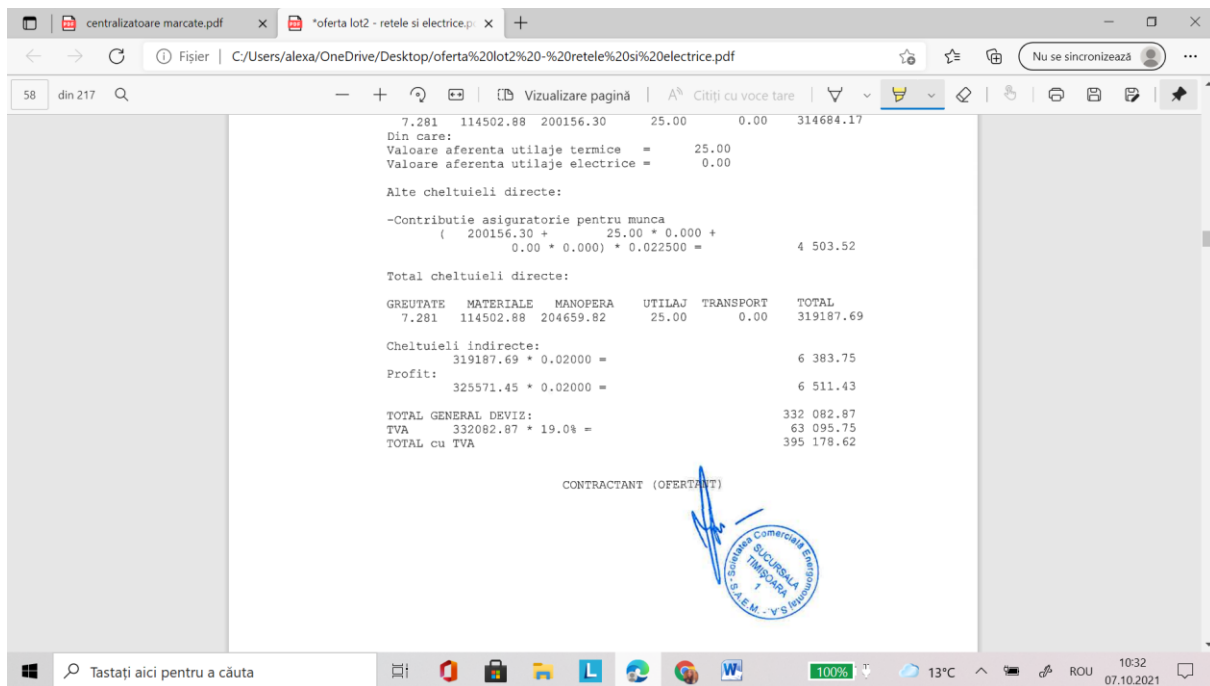 centralizatoare marcate.pdf
*oferta lot2 - retele si electrice.p
Fișier
C:/Users/alexa/OneDrive/Desktop/oferta%20lot2%20-%20retele%20si%20electrice.pdf
Nu se sincronizează
58 din 217
Vizualizare pagină
Citiți cu voce tare
7.281 114502.88 200156.30 25.00 0.00 314684.17
Din care:
Valoare aferenta utilaje termice = 25.00
Valoare aferenta utilaje electrice = 0.00
Alte cheltuieli directe:
-Contributie asiguratorie pentru munca
( 200156.30 + 25.00 * 0.000 +
0.00 * 0.000) * 0.022500 = 4 503.52
Total cheltuieli directe:
GREUTATE MATERIALE MANOPERA UTILAJ TRANSPORT TOTAL
7.281 114502.88 204659.82 25.00 0.00 319187.69
Cheltuieli indirecte:
319187.69 * 0.02000 = 6 383.75
Profit:
325571.45 * 0.02000 = 6 511.43
TOTAL GENERAL DEVIZ: 332 082.87
TVA 332082.87 * 19.0% = 63 095.75
TOTAL cu TVA 395 178.62
CONTRACTANT (OFERTANT)
Societatea Comerciala Energomontaj S.A. - S.A.E.M.
SUCURSALA
TIMIȘOARA
1
Tastați aici pentru a căuta
100%
13°C
ROU
10:32
07.10.2021